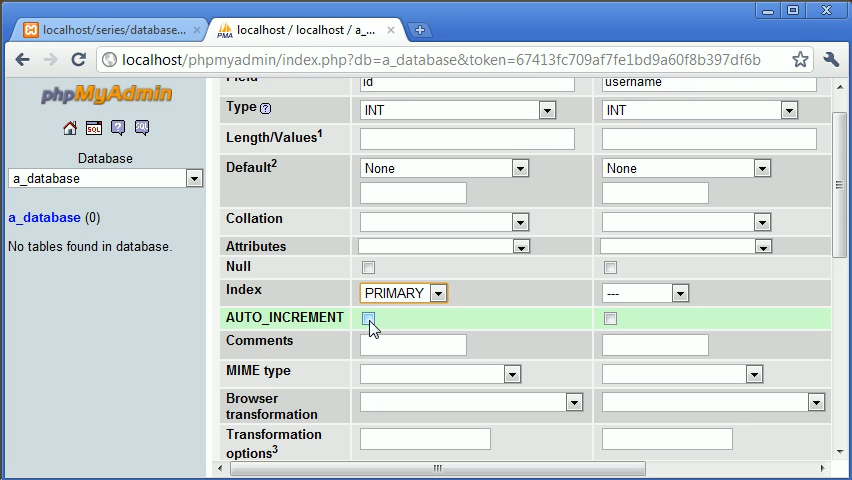 localhost/series/database...
localhost / localhost / a_...
localhost/phpmyadmin/index.php?db=a_database&token=67413fc709af7fe1bd9a60f8b397df6b
phpMyAdmin
SQL
Database
a_database
a_database (0)
No tables found in database.
Field id username
Type INT INT
Length/Values1
Default2 None None
Collation
Attributes
Null
Index PRIMARY ---
AUTO_INCREMENT
Comments
MIME type
Browser
transformation
Transformation
options3